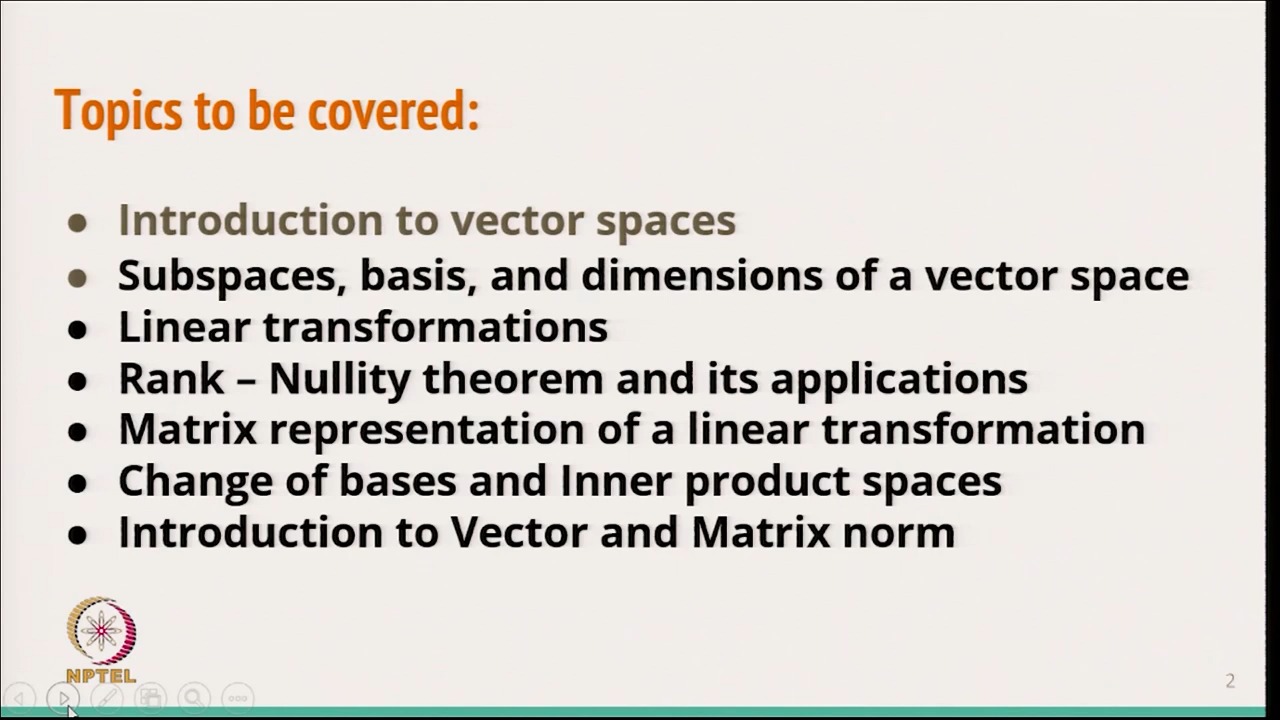 Topics to be covered:
● Introduction to vector spaces
● Subspaces, basis, and dimensions of a vector space
● Linear transformations
● Rank – Nullity theorem and its applications
● Matrix representation of a linear transformation
● Change of bases and Inner product spaces
● Introduction to Vector and Matrix norm
NPTEL
2